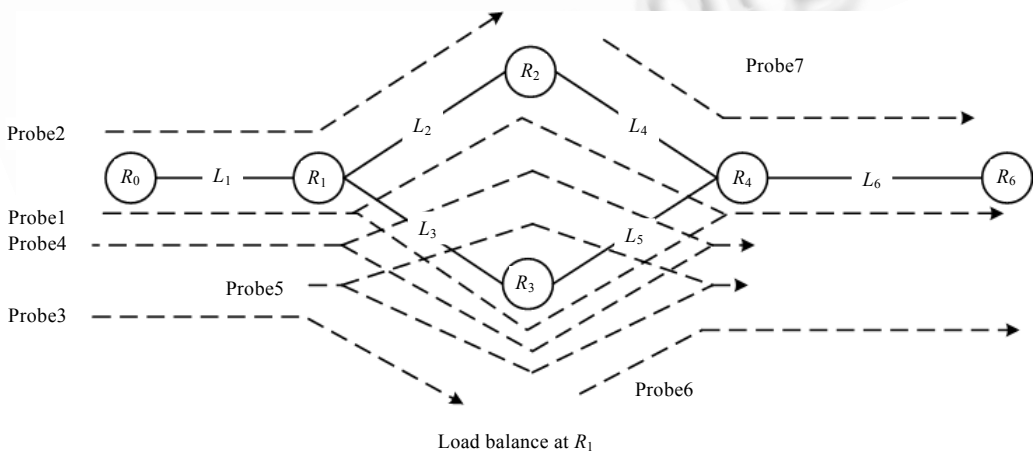 Probe7
R2
Probe2
L2
L4
R0
L1
R1
R4
L6
R6
Probe1
Probe4
L3
L5
Probe5
R3
Probe3
Probe6
Load balance at R1